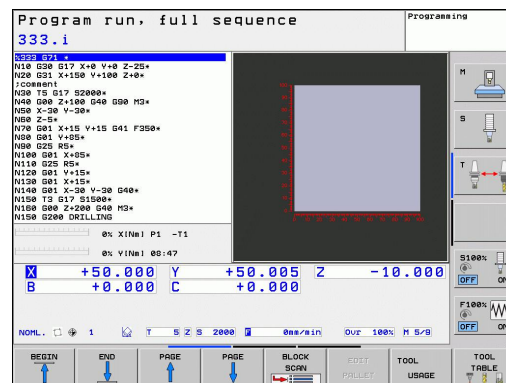 Program run, full sequence
Programming
333.i
%333 G71 *
N10 G30 G17 X+0 Y+0 Z-25*
N20 G31 X+150 Y+100 Z+0*
;comment
N30 T5 G17 S2000*
N40 G00 Z+100 G40 G90 M3*
N50 X-30 Y-30*
N60 Z-5*
N70 G01 X+15 Y+15 G41 F350*
N80 G01 Y+85*
N90 G25 R5*
N100 G01 X+85*
N110 G25 R5*
N120 G01 Y+15*
N130 G01 X+15*
N140 G01 X-30 Y-30 G40*
N150 T3 G17 S1500*
N160 G00 Z+200 G40 M3*
N150 G200 DRILLING
0% X[Nm] P1 -T1
0% Y[Nm] 08:47
X +50.000 Y +50.005 Z -10.000
B +0.000 C +0.000
NOML. 1 T 5 Z S 2000 F 0mm/min Ovr 100% M 5/9
M
S
T
S100%
OFF ON
F100%
OFF ON
BEGIN
END
PAGE
PAGE
BLOCK SCAN
EDIT PALLET
TOOL USAGE
TOOL TABLE